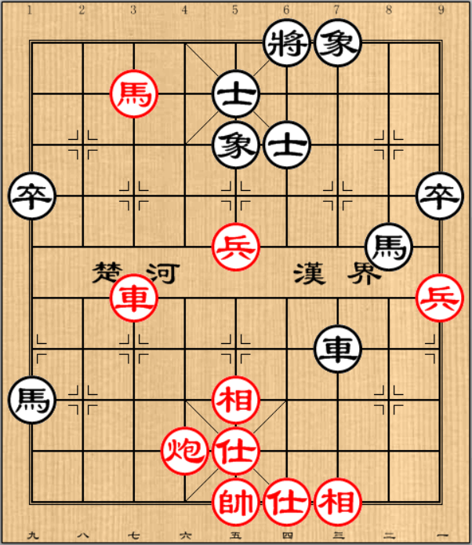 1 2 3 4 5 6 7 8 9
將 象
馬 士
象 士
卒 卒
兵 馬
楚 河 漢 界
車 兵
車
馬 相
炮 仕
帥 仕 相
九 八 七 六 五 四 三 二 一